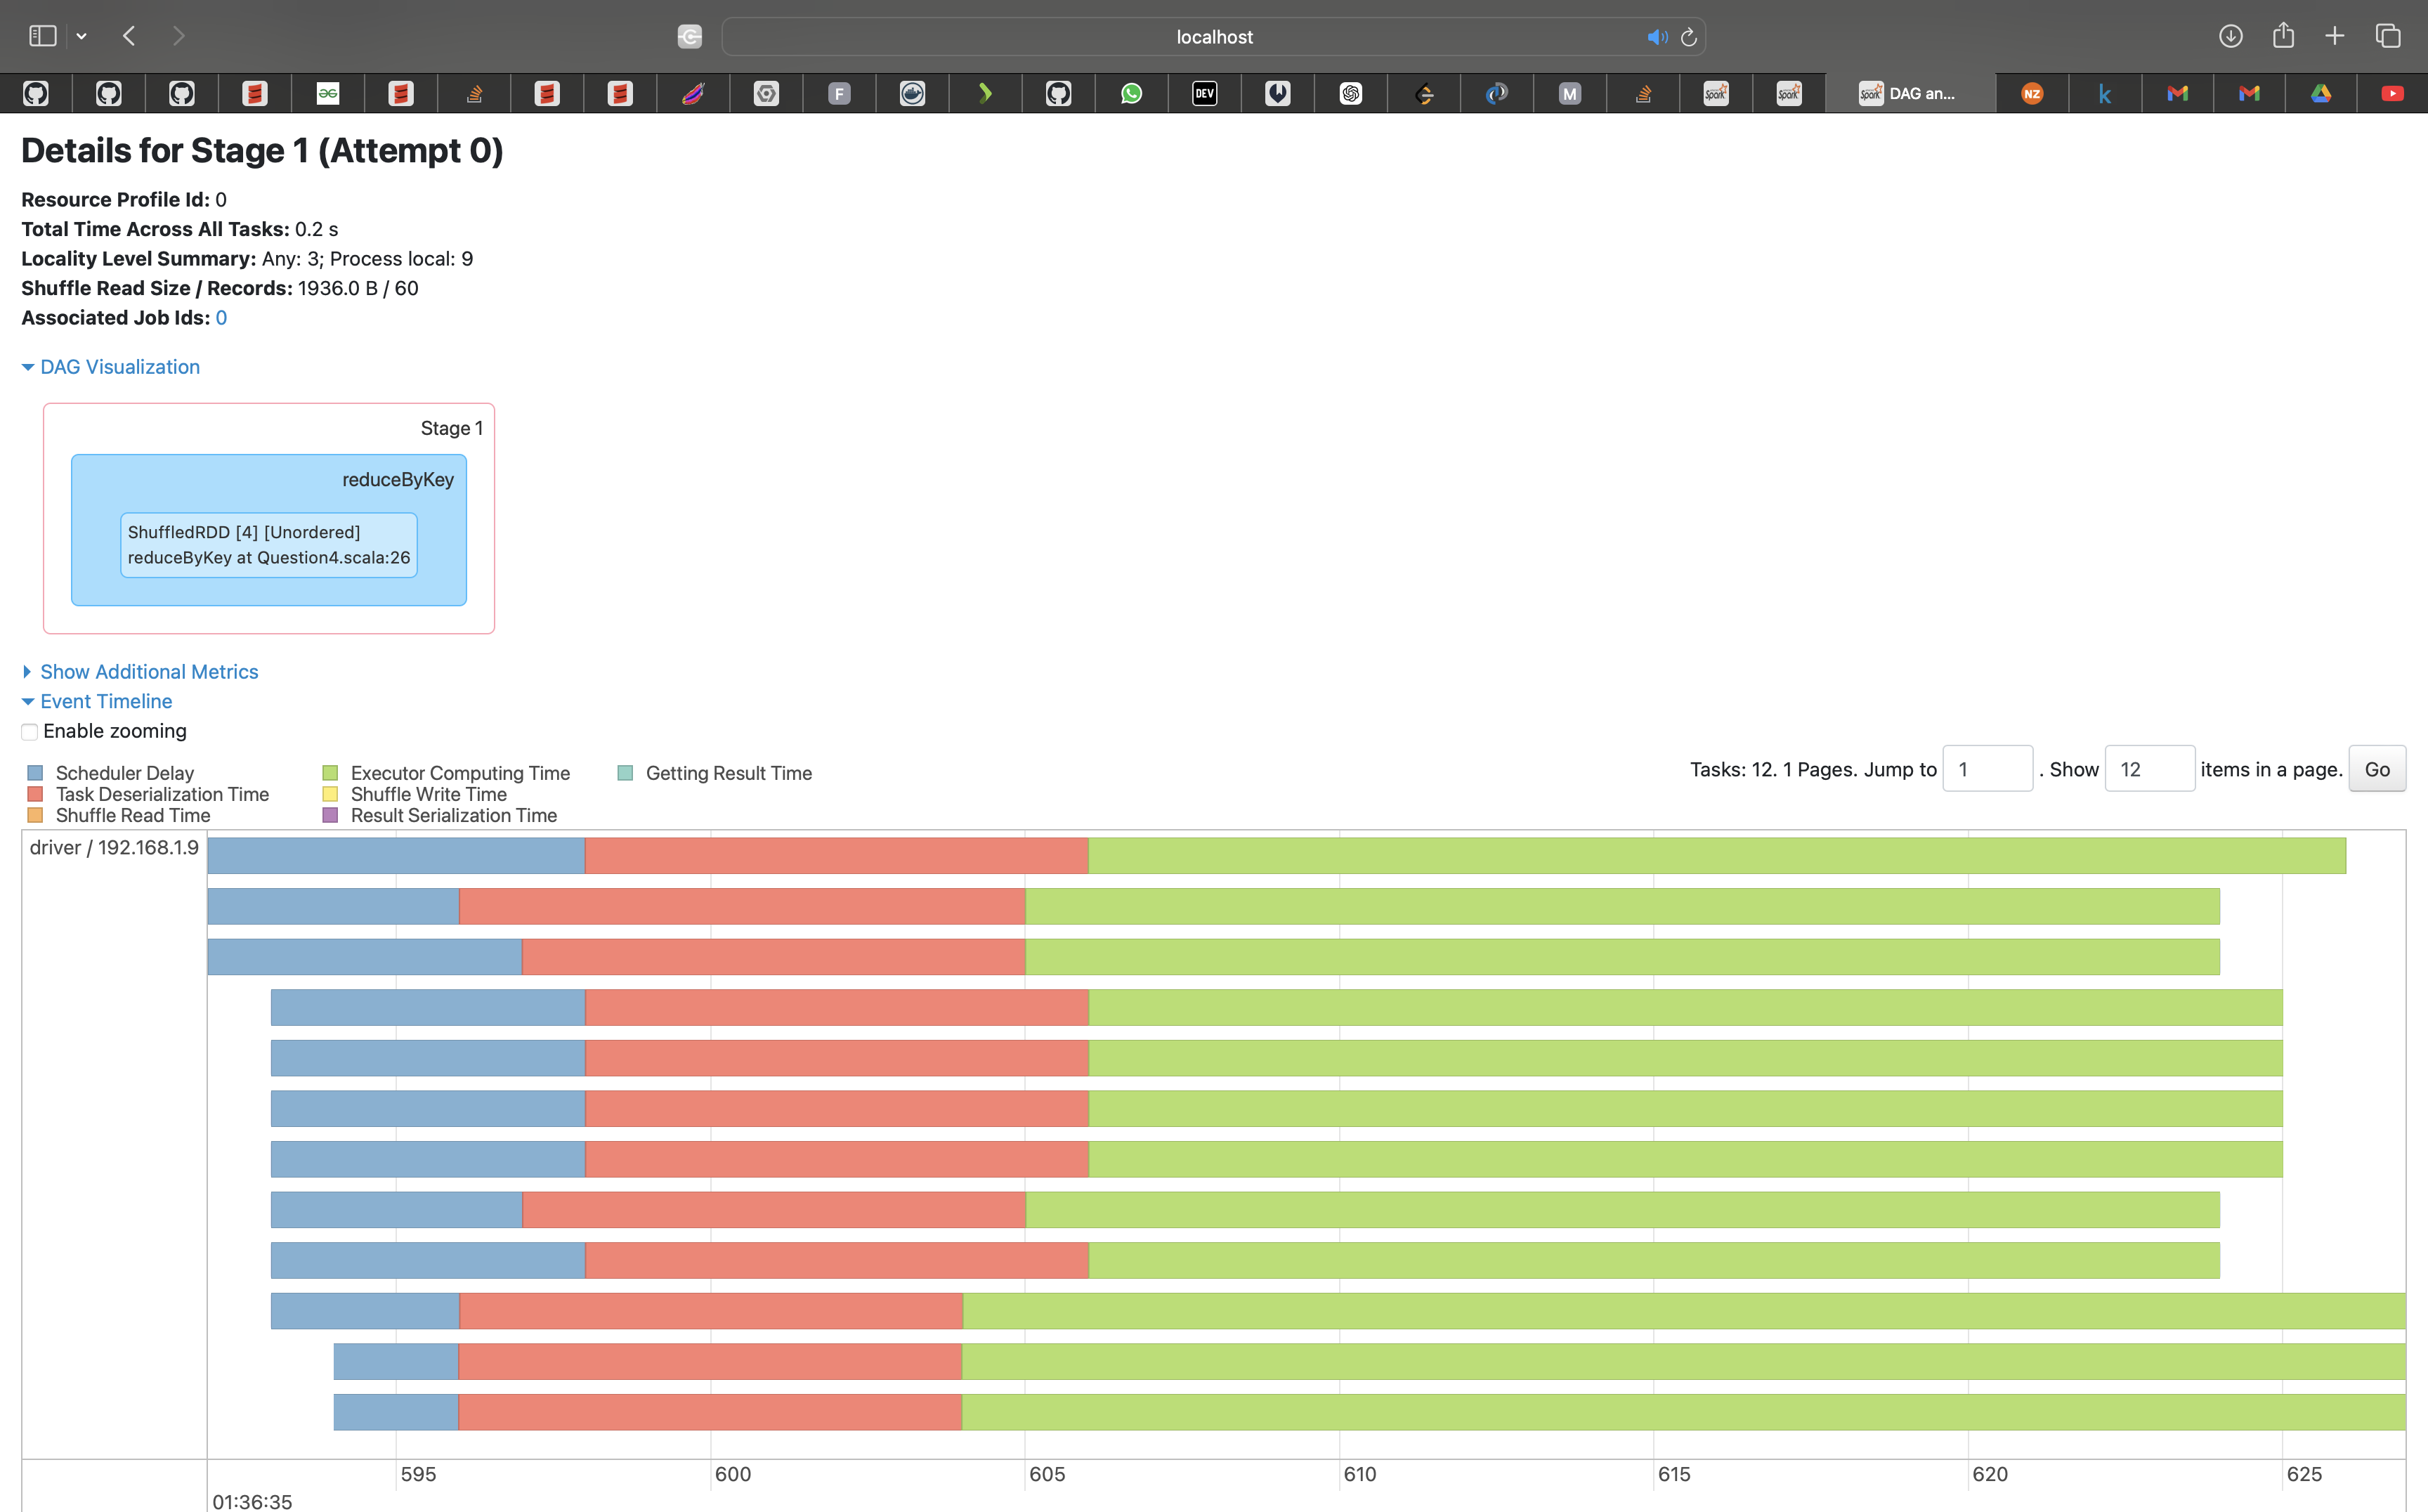 localhost
F
DEV
M
Spark
Spark
Spark DAG an...
NZ
k
Details for Stage 1 (Attempt 0)
Resource Profile Id: 0
Total Time Across All Tasks: 0.2 s
Locality Level Summary: Any: 3; Process local: 9
Shuffle Read Size / Records: 1936.0 B / 60
Associated Job Ids: 0
DAG Visualization
Stage 1
reduceByKey
ShuffledRDD [4] [Unordered]
reduceByKey at Question4.scala:26
Show Additional Metrics
Event Timeline
Enable zooming
Scheduler Delay
Task Deserialization Time
Shuffle Read Time
Executor Computing Time
Shuffle Write Time
Result Serialization Time
Getting Result Time
Tasks: 12. 1 Pages. Jump to 1 . Show 12 items in a page. Go
driver / 192.168.1.9
595 600 605 610 615 620 625
01:36:35